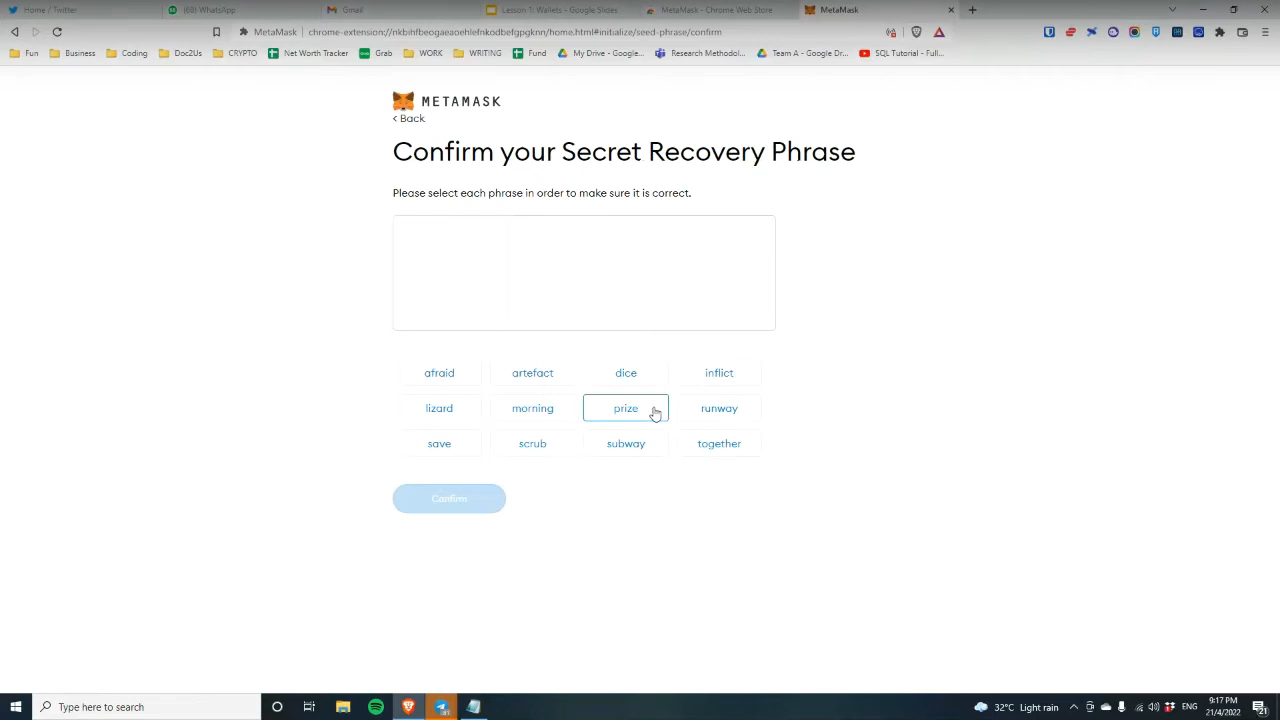 Home / Twitter
(68) WhatsApp
Gmail
Lesson 1: Wallets - Google Slides
MetaMask - Chrome Web Store
MetaMask
MetaMask
chrome-extension://nkbihfbeogaeaoehlefnkodbefgpgknn/home.html#initialize/seed-phrase/confirm
Fun
Business
Coding
Doc2Us
CRYPTO
Net Worth Tracker
Grab
WORK
WRITING
Fund
My Drive - Google...
Research Methodol...
Team A - Google Dr...
SQL Tutorial - Full...
METAMASK
< Back
Confirm your Secret Recovery Phrase
Please select each phrase in order to make sure it is correct.
afraid artefact dice inflict
lizard morning prize runway
save scrub subway together
Confirm
Type here to search
32°C Light rain
ENG
9:17 PM
21/4/2022